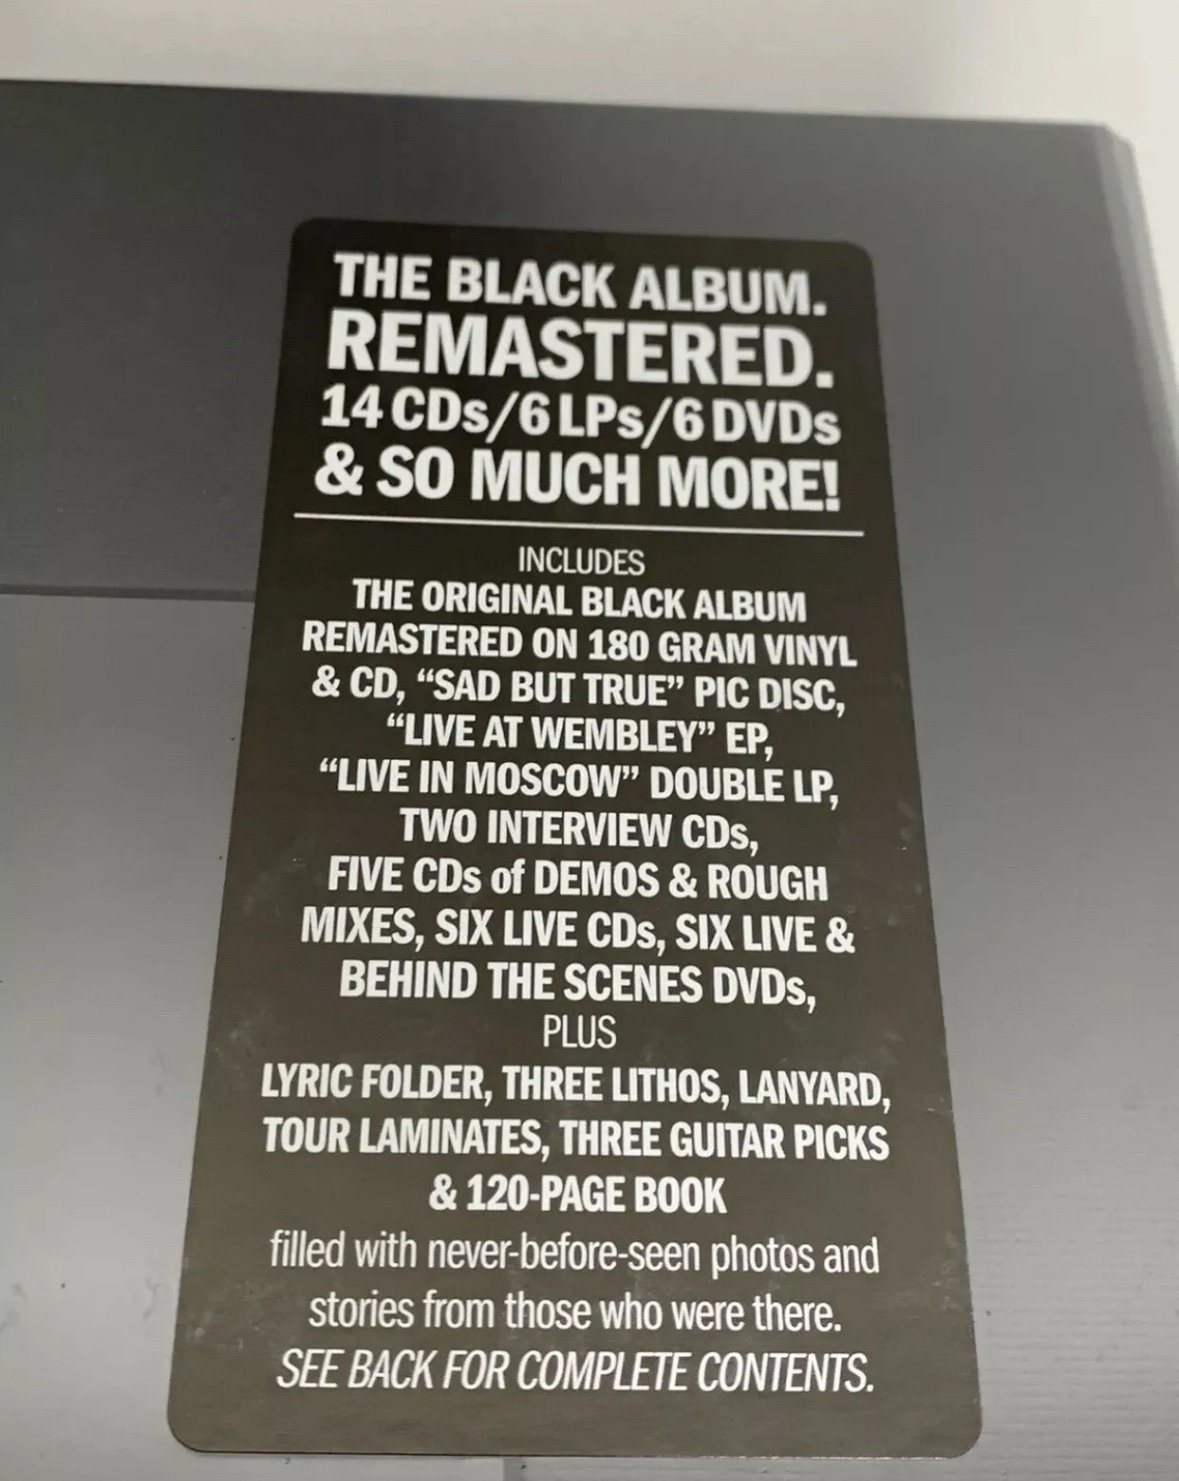 THE BLACK ALBUM.
REMASTERED.
14 CDs/6 LPs/6 DVDs
& SO MUCH MORE!
INCLUDES
THE ORIGINAL BLACK ALBUM
REMASTERED ON 180 GRAM VINYL
& CD, “SAD BUT TRUE” PIC DISC,
“LIVE AT WEMBLEY” EP,
“LIVE IN MOSCOW” DOUBLE LP,
TWO INTERVIEW CDs,
FIVE CDs of DEMOS & ROUGH
MIXES, SIX LIVE CDs, SIX LIVE &
BEHIND THE SCENES DVDs,
PLUS
LYRIC FOLDER, THREE LITHOS, LANYARD,
TOUR LAMINATES, THREE GUITAR PICKS
& 120-PAGE BOOK
filled with never-before-seen photos and
stories from those who were there.
SEE BACK FOR COMPLETE CONTENTS.